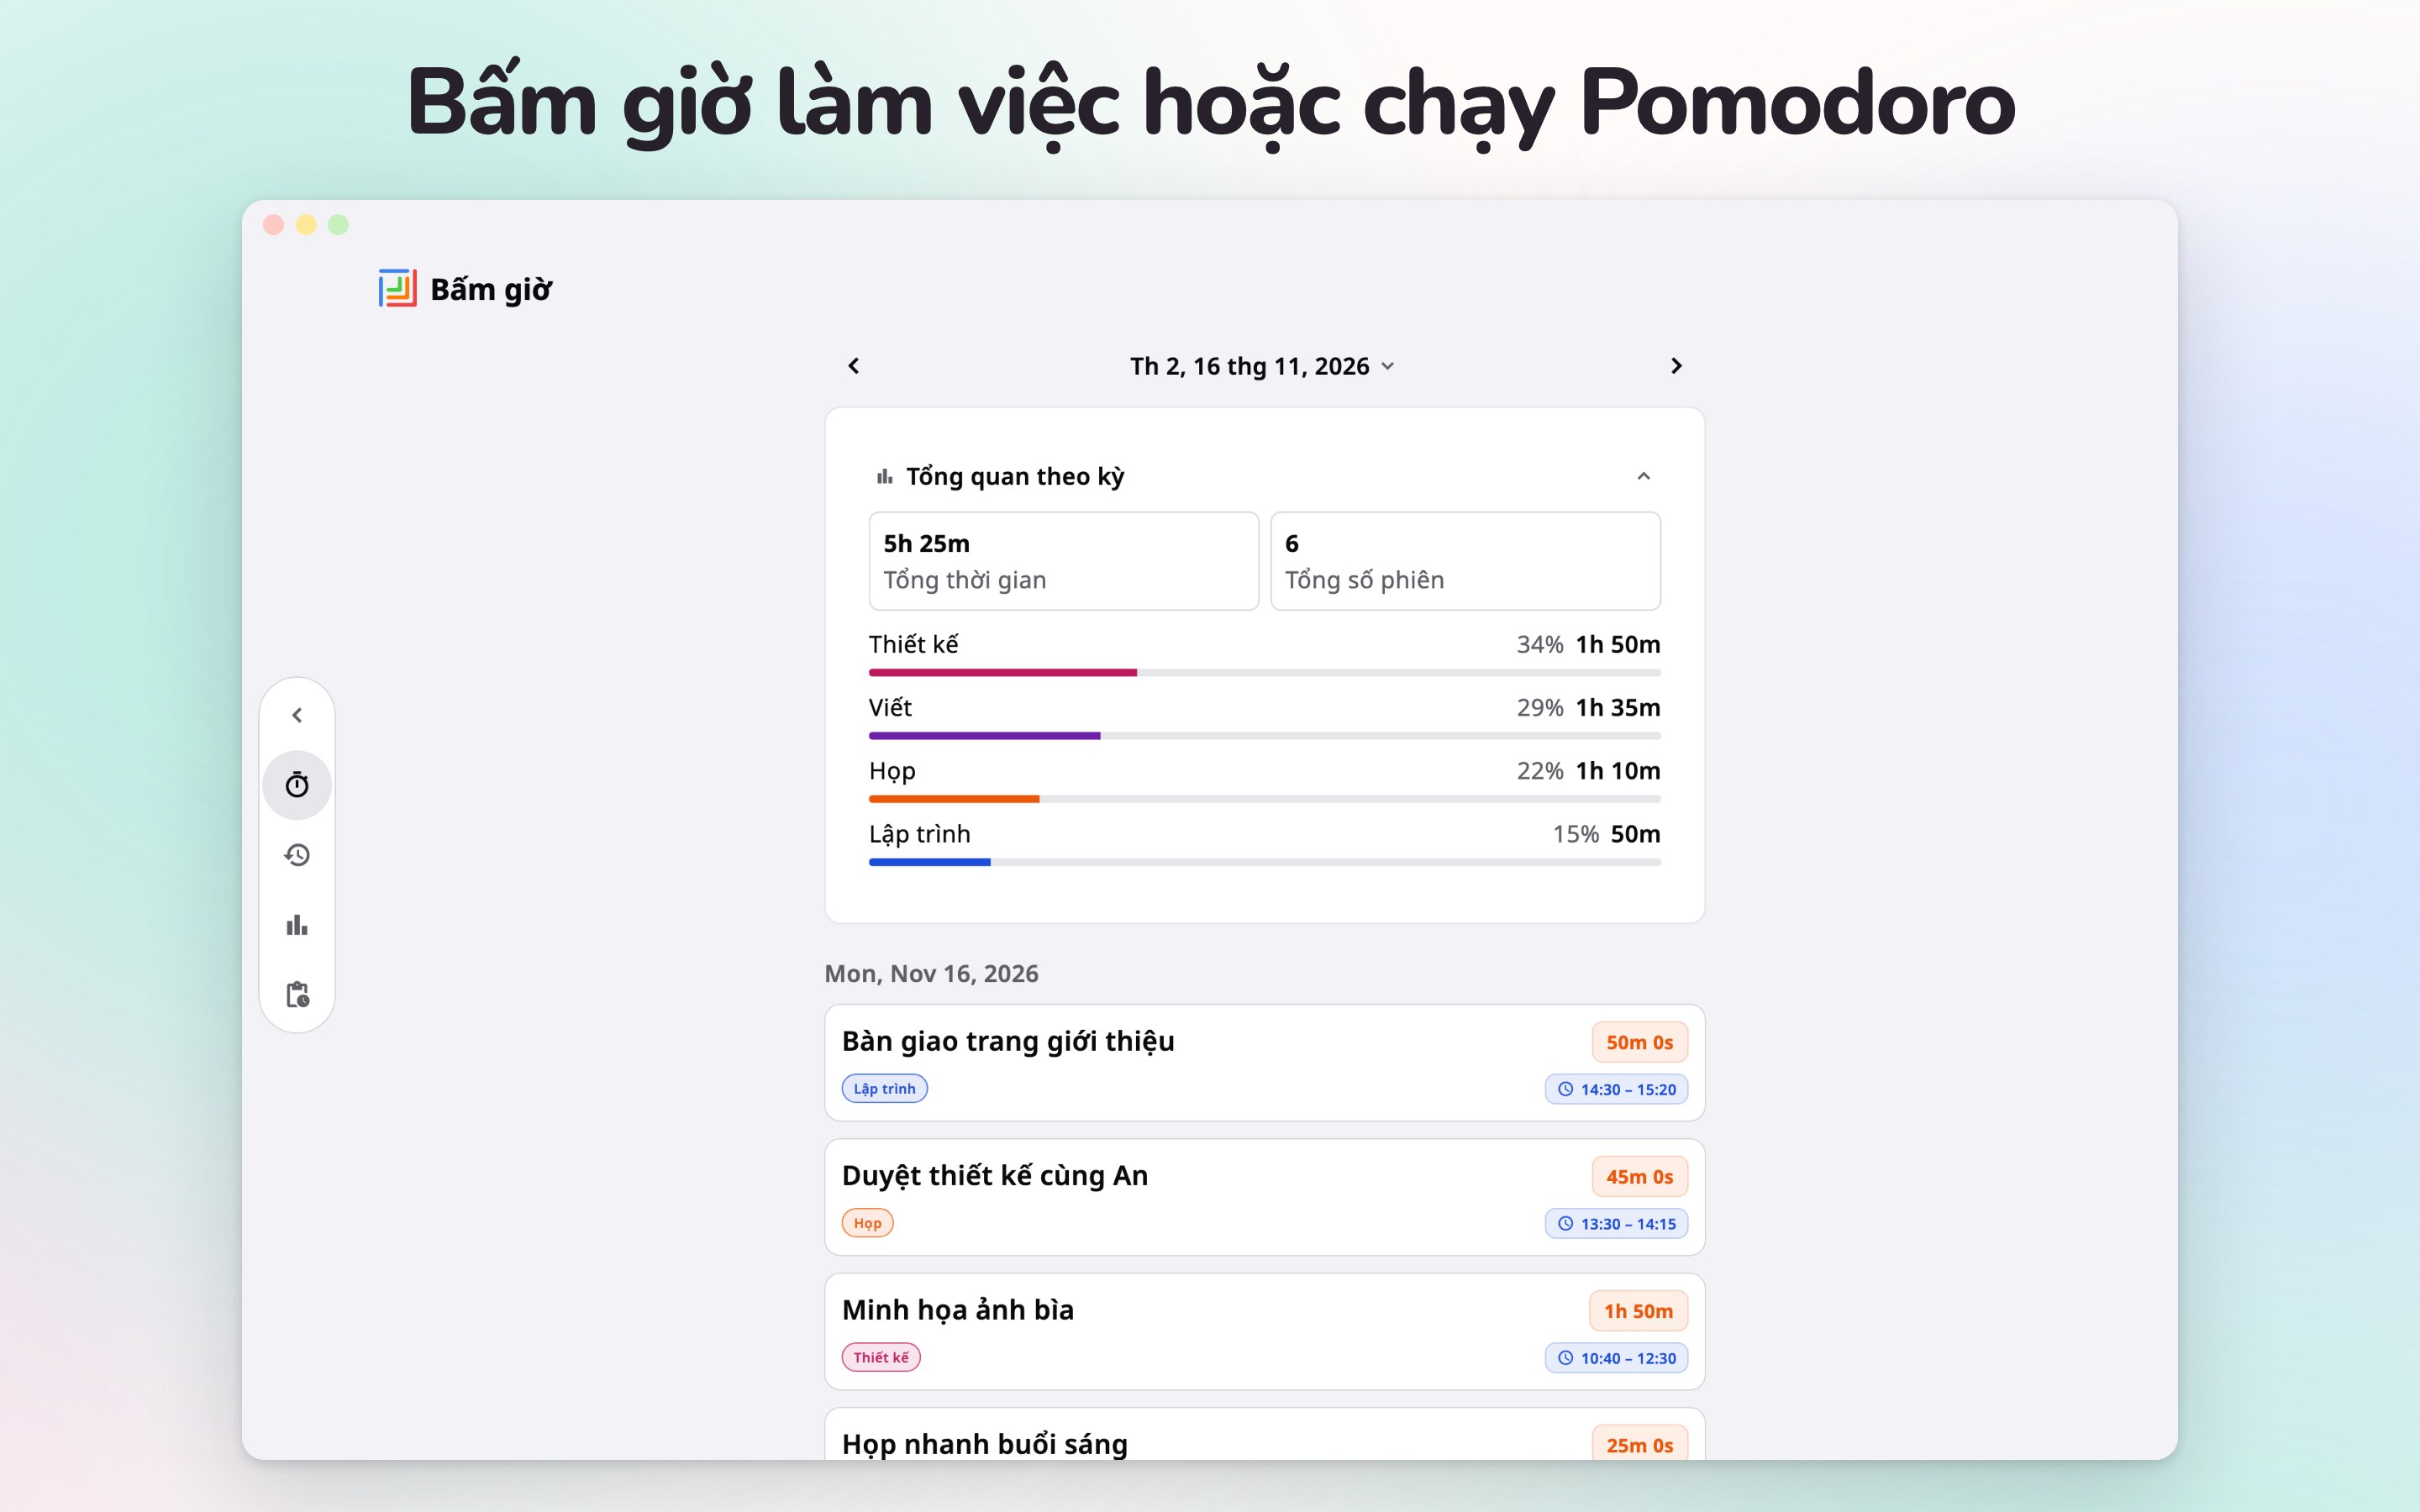 Bấm giờ làm việc hoặc chạy Pomodoro
Bấm giờ
Th 2, 16 thg 11, 2026
Tổng quan theo kỳ
5h 25m
Tổng thời gian
6
Tổng số phiên
Thiết kế 34% 1h 50m
Viết 29% 1h 35m
Họp 22% 1h 10m
Lập trình 15% 50m
Mon, Nov 16, 2026
Bàn giao trang giới thiệu 50m 0s
Lập trình 14:30 – 15:20
Duyệt thiết kế cùng An 45m 0s
Họp 13:30 – 14:15
Minh họa ảnh bìa 1h 50m
Thiết kế 10:40 – 12:30
Họp nhanh buổi sáng 25m 0s